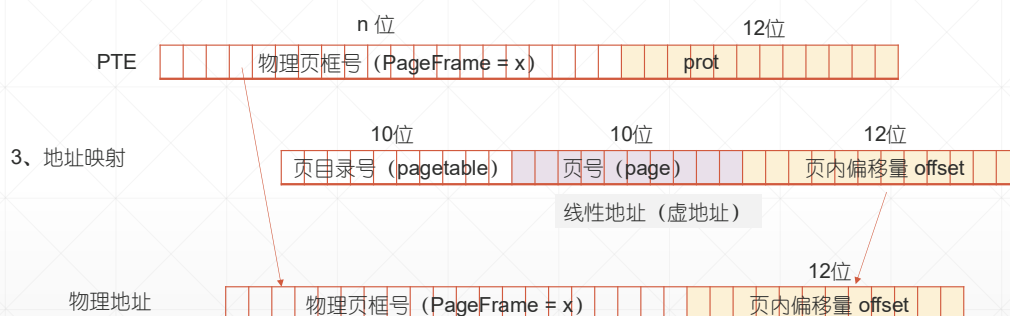 n 位
12位
PTE
物理页框号（PageFrame = x）
prot
10位
10位
12位
3、地址映射
页目录号（pagetable）
页号（page）
页内偏移量 offset
线性地址（虚地址）
12位
物理地址
物理页框号（PageFrame = x）
页内偏移量 offset